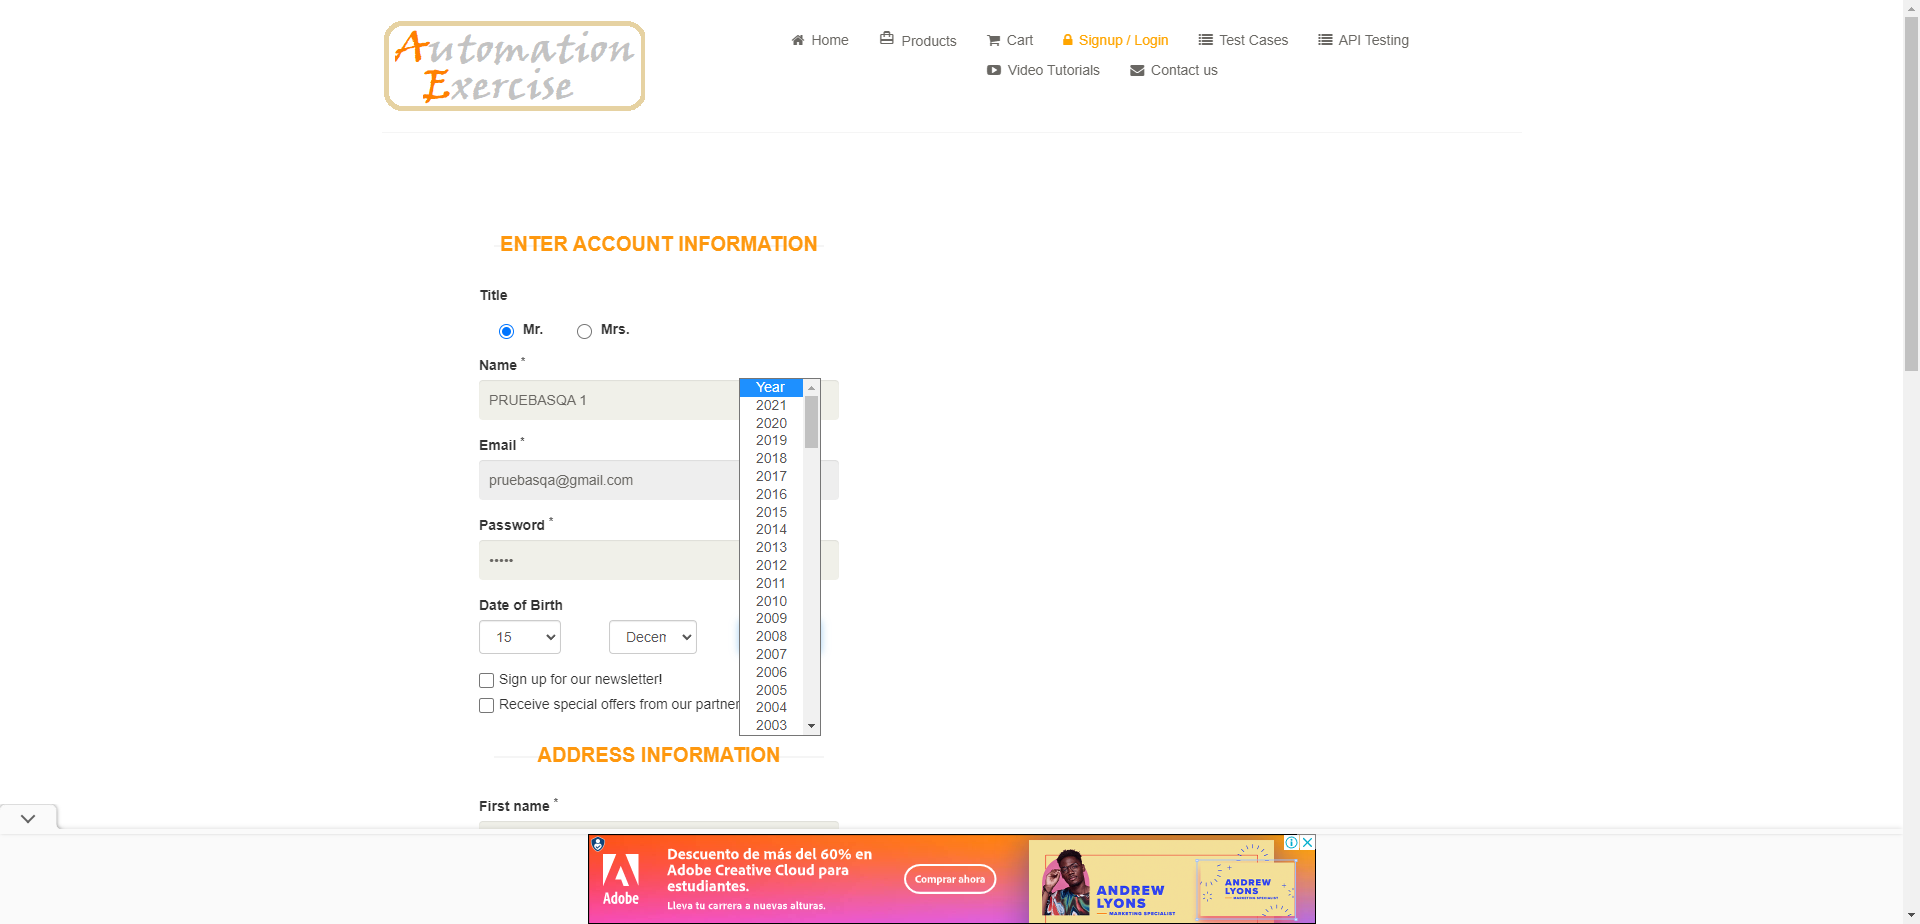 Automation
Exercise
Home
Products
Cart
Signup / Login
Test Cases
API Testing
Video Tutorials
Contact us
ENTER ACCOUNT INFORMATION
Title
Mr.
Mrs.
Name *
PRUEBASQA 1
Email *
pruebasqa@gmail.com
Password *
•••••
Date of Birth
15
Decem
Year
2021
2020
2019
2018
2017
2016
2015
2014
2013
2012
2011
2010
2009
2008
2007
2006
2005
2004
2003
Sign up for our newsletter!
Receive special offers from our partner
ADDRESS INFORMATION
First name *
Adobe
Descuento de más del 60% en
Adobe Creative Cloud para
estudiantes.
Lleva tu carrera a nuevas alturas.
Comprar ahora
ANDREW
LYONS
MARKETING SPECIALIST
ANDREW
LYONS
MARKETING SPECIALIST